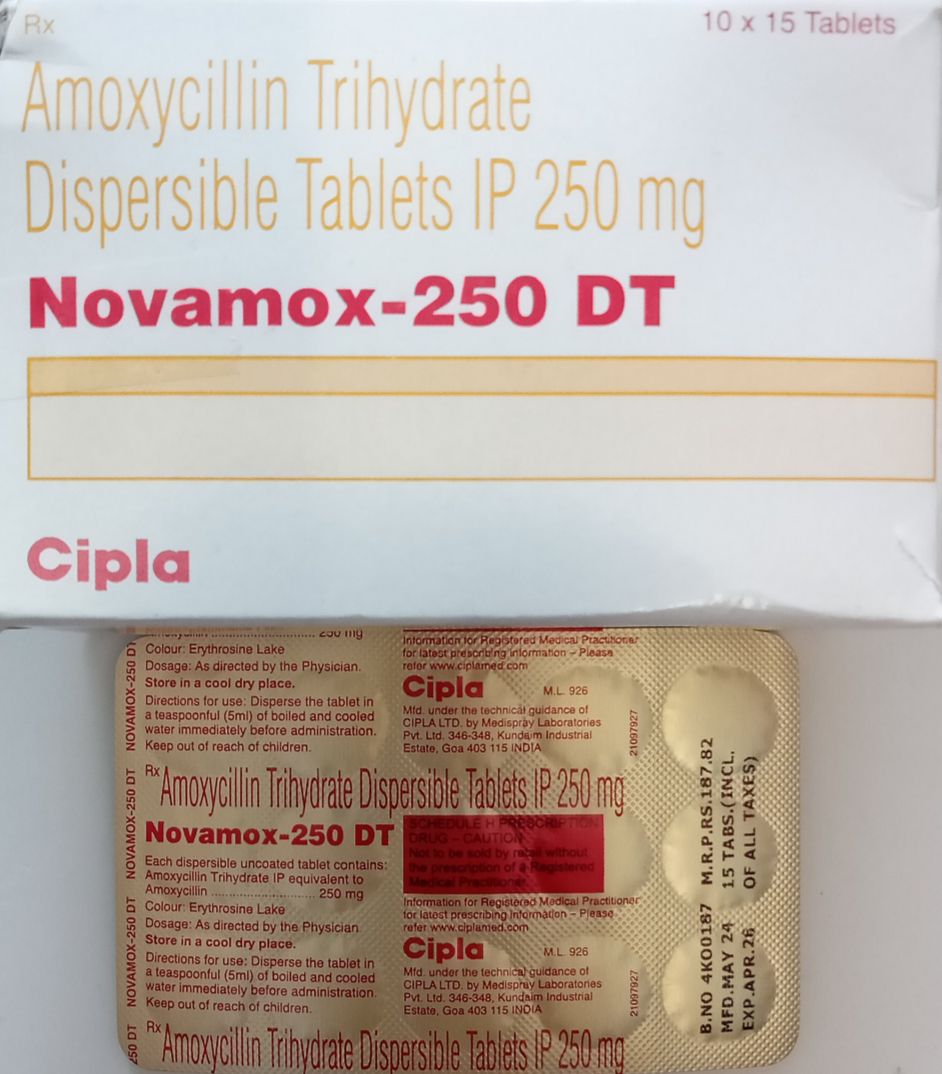 Rx
10 x 15 Tablets
Amoxycillin Trihydrate
Dispersible Tablets IP 250 mg
Novamox-250 DT
Cipla
Amoxycillin ............................. 250 mg
Colour: Erythrosine Lake
Dosage: As directed by the Physician.
Store in a cool dry place.
Directions for use: Disperse the tablet in
a teaspoonful (5ml) of boiled and cooled
water immediately before administration.
Keep out of reach of children.
Information for Registered Medical Practitioner
for latest prescribing information – Please
refer www.ciplamed.com
Cipla
M.L. 926
Mfd. under the technical guidance of
CIPLA LTD. by Medispray Laboratories
Pvt. Ltd. 346-348, Kundaim Industrial
Estate, Goa 403 115 INDIA
21097927
Rx Amoxycillin Trihydrate Dispersible Tablets IP 250 mg
Novamox-250 DT
Each dispersible uncoated tablet contains:
Amoxycillin Trihydrate IP equivalent to
Amoxycillin ............................. 250 mg
Colour: Erythrosine Lake
Dosage: As directed by the Physician.
Store in a cool dry place.
Directions for use: Disperse the tablet in
a teaspoonful (5ml) of boiled and cooled
water immediately before administration.
Keep out of reach of children.
SCHEDULE H PRESCRIPTION
DRUG – CAUTION
Not to be sold by retail without
the prescription of a Registered
Medical Practitioner.
Information for Registered Medical Practitioner
for latest prescribing information – Please
refer www.ciplamed.com
Cipla
M.L. 926
Mfd. under the technical guidance of
CIPLA LTD. by Medispray Laboratories
Pvt. Ltd. 346-348, Kundaim Industrial
Estate, Goa 403 115 INDIA
21097927
Rx Amoxycillin Trihydrate Dispersible Tablets IP 250 mg
250 DT NOVAMOX-250 DT NOVAMOX-250 DT NOVAMOX-250 DT
B.NO 4K00187 M.R.P.RS.187.82
MFD.MAY 24 15 TABS.(INCL.
EXP.APR.26 OF ALL TAXES)